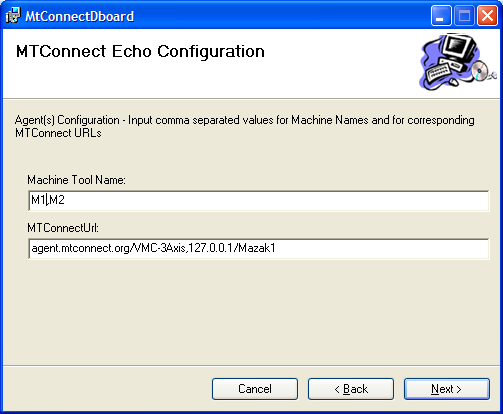 MtConnectDboard
MTConnect Echo Configuration
Agent(s) Configuration - Input comma separated values for Machine Names and for corresponding
MTConnect URLs
Machine Tool Name:
M1,M2
MTConnectUrl:
agent.mtconnect.org/VMC-3Axis,127.0.0.1/Mazak1
Cancel
< Back
Next >